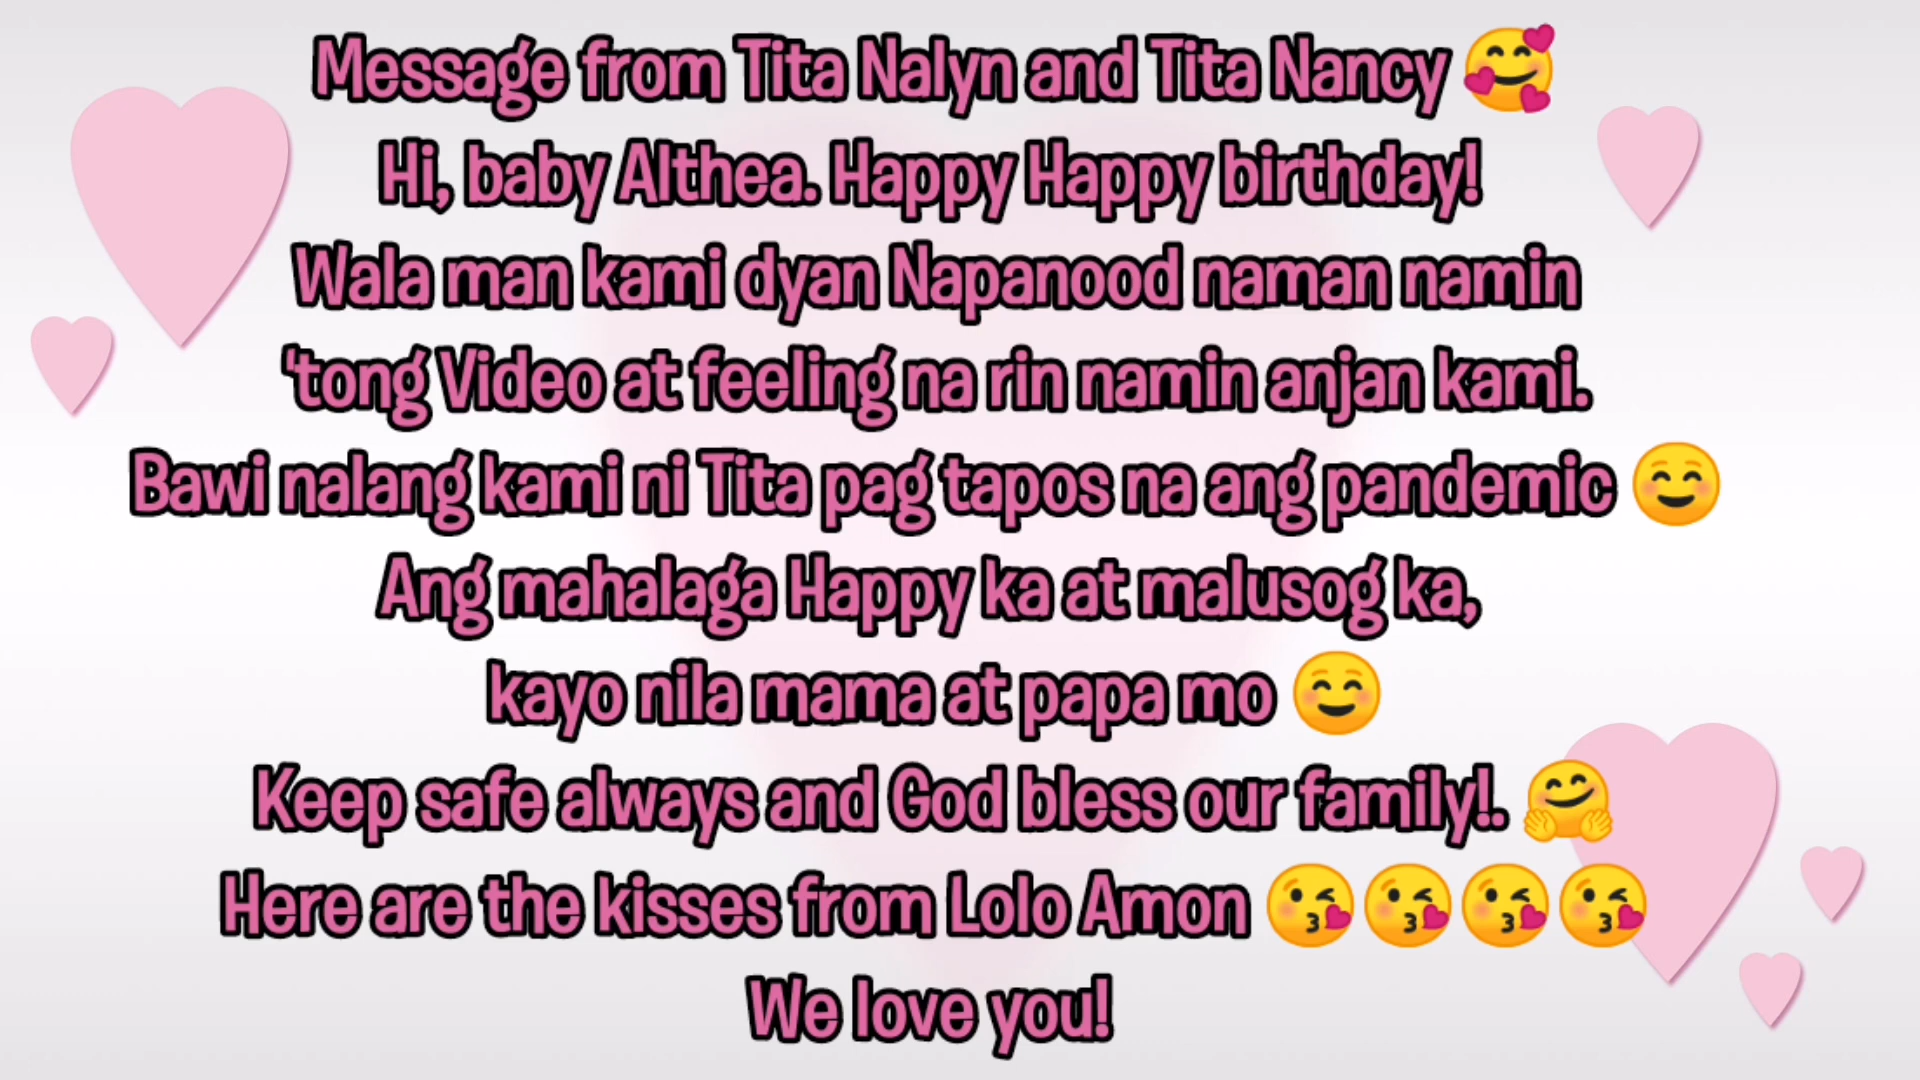 Message from Tita Nalyn and Tita Nancy 🥰
Hi, baby Althea. Happy Happy birthday!
Wala man kami dyan Napanood naman namin
'tong Video at feeling na rin namin anjan kami.
Bawi nalang kami ni Tita pag tapos na ang pandemic ☺️
Ang mahalaga Happy ka at malusog ka,
kayo nila mama at papa mo ☺️
Keep safe always and God bless our family!. 🤗
Here are the kisses from Lolo Amon 😘😘😘😘
We love you!